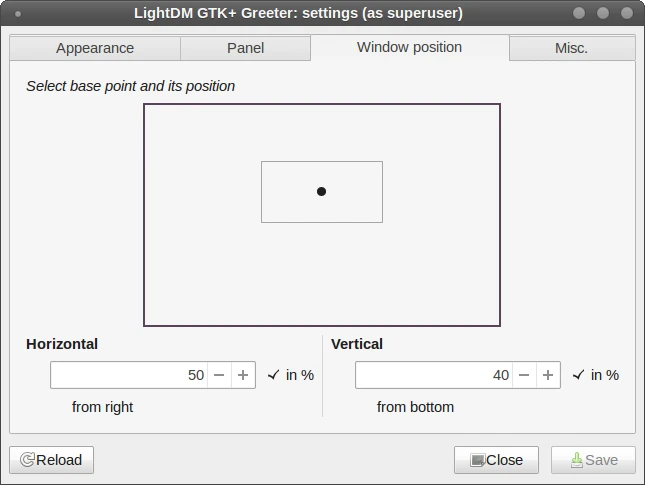 LightDM GTK+ Greeter: settings (as superuser)
Appearance Panel Window position Misc.
Select base point and its position
Horizontal Vertical
50 in % 40 in %
from right from bottom
Reload Close Save